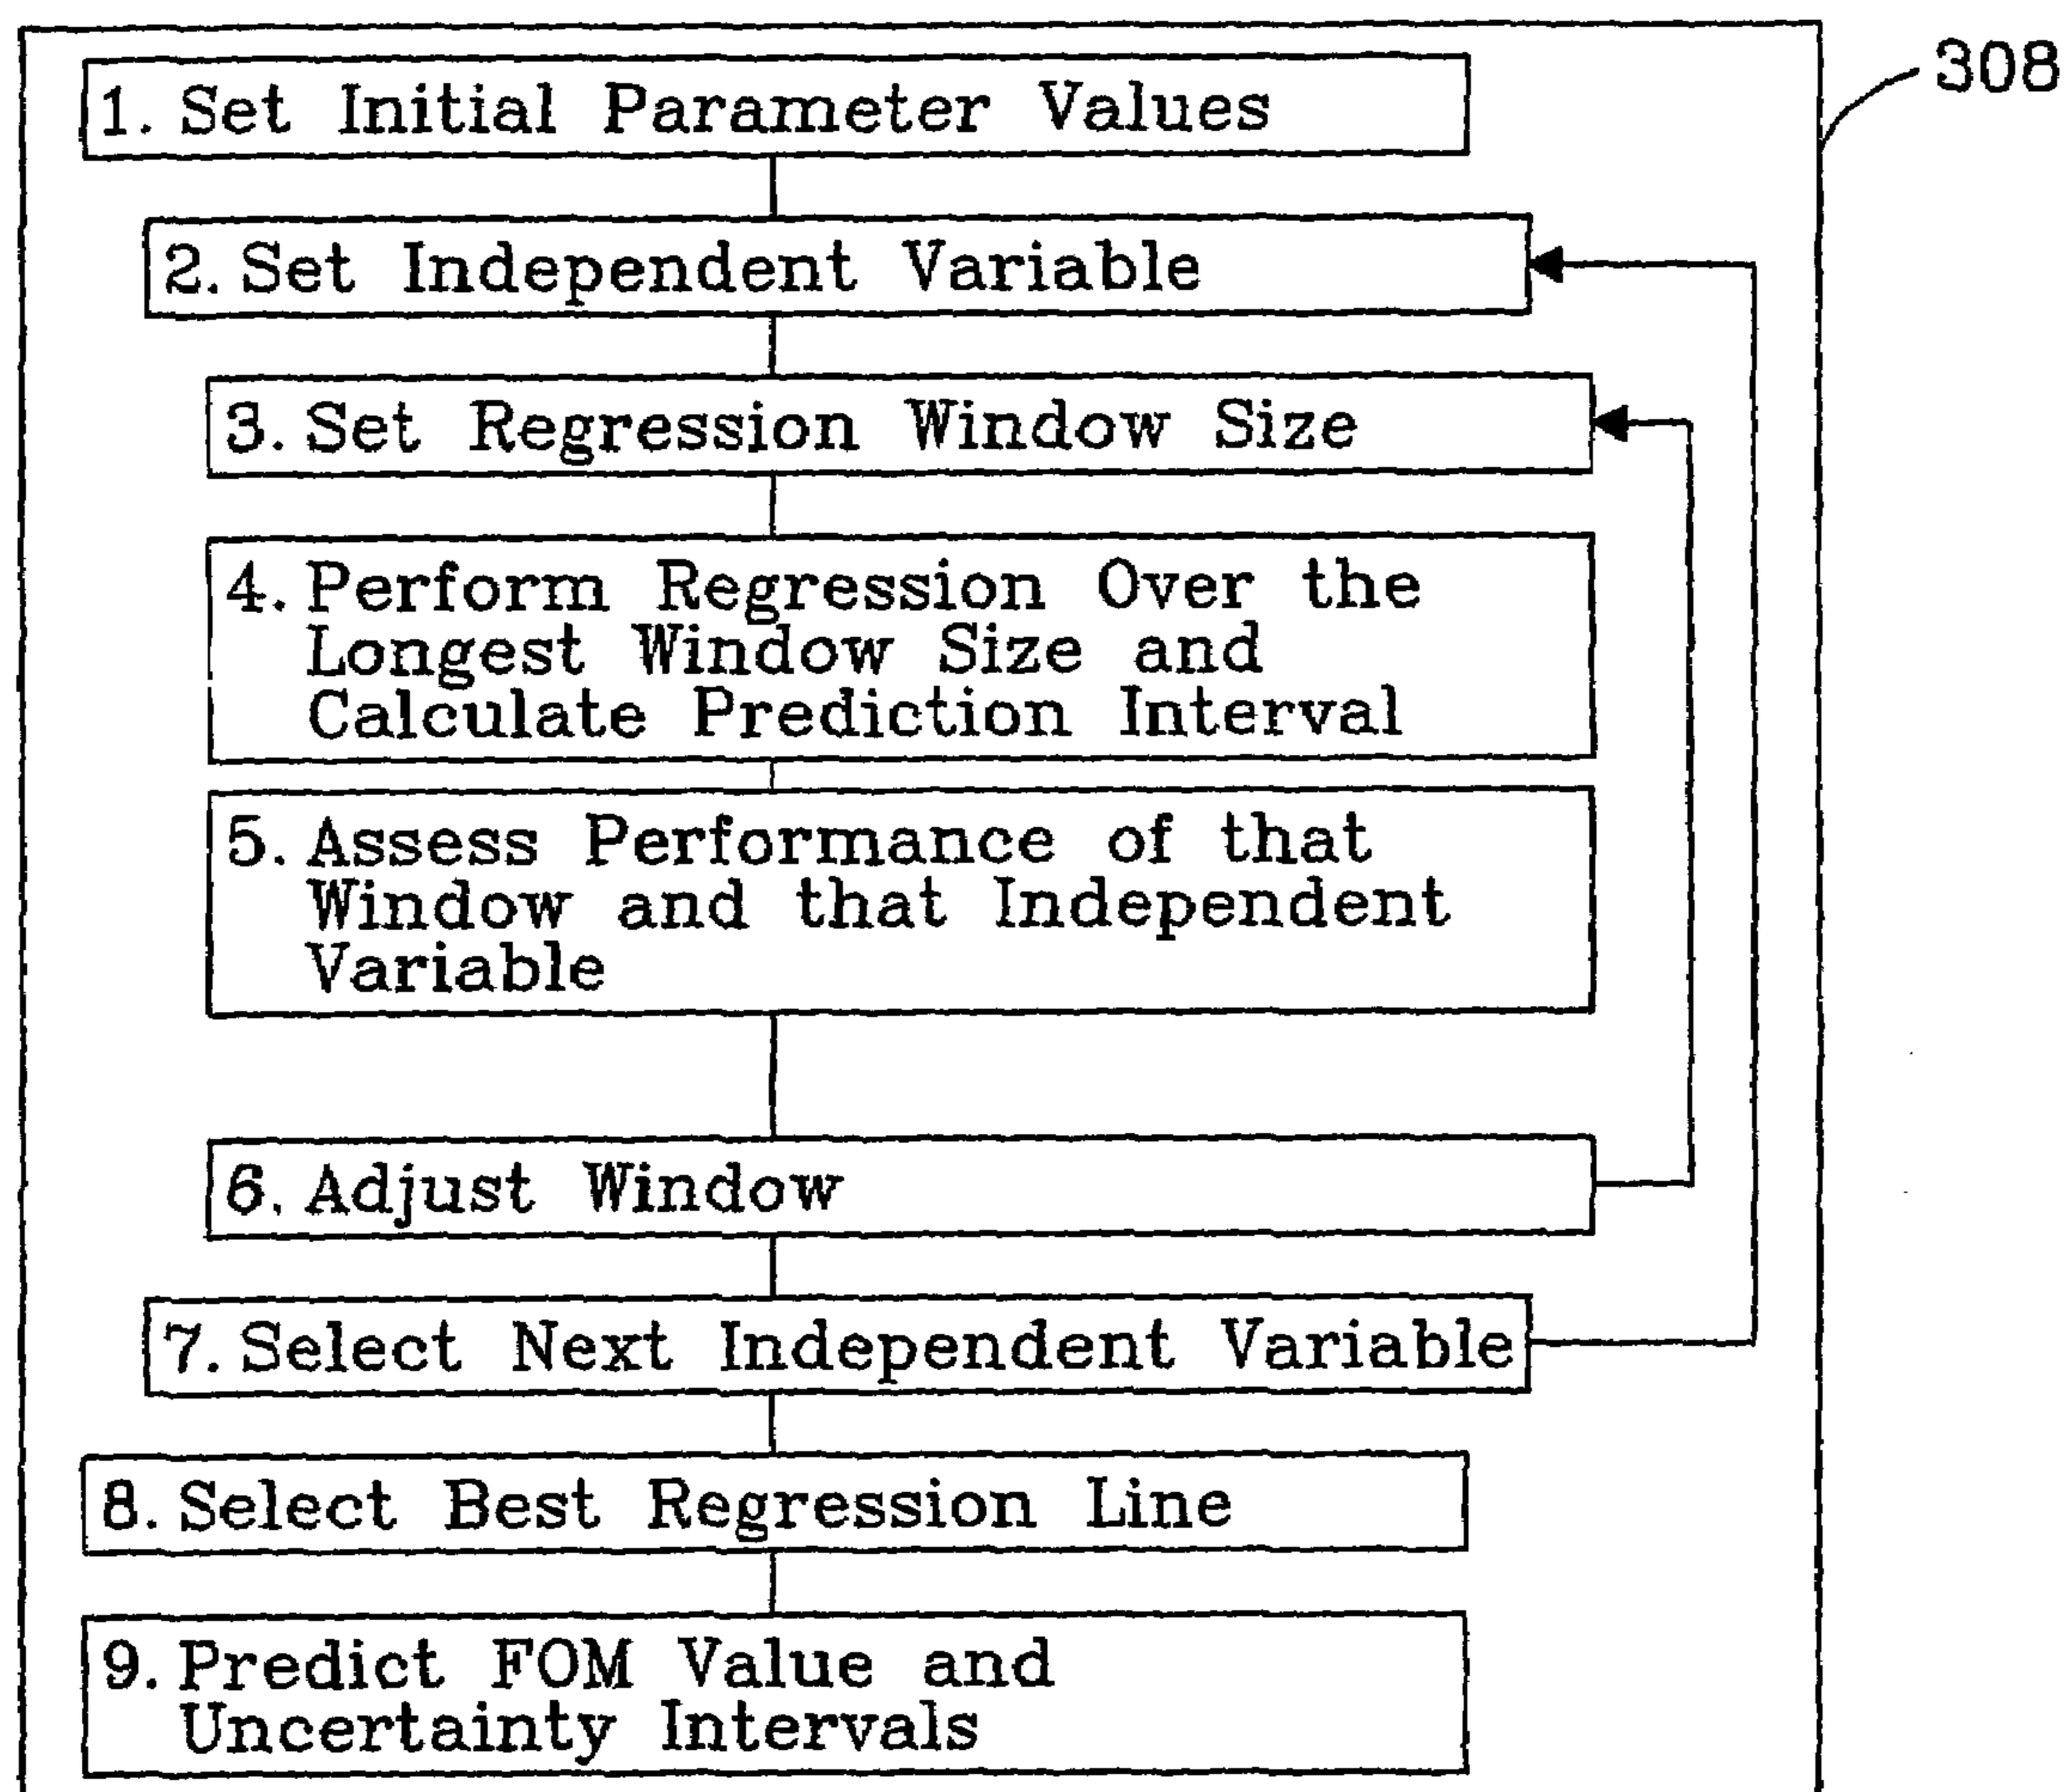 308
1. Set Initial Parameter Values
2. Set Independent Variable
3. Set Regression Window Size
4. Perform Regression Over the
Longest Window Size and
Calculate Prediction Interval
5. Assess Performance of that
Window and that Independent
Variable
6. Adjust Window
7. Select Next Independent Variable
8. Select Best Regression Line
9. Predict FOM Value and
Uncertainty Intervals